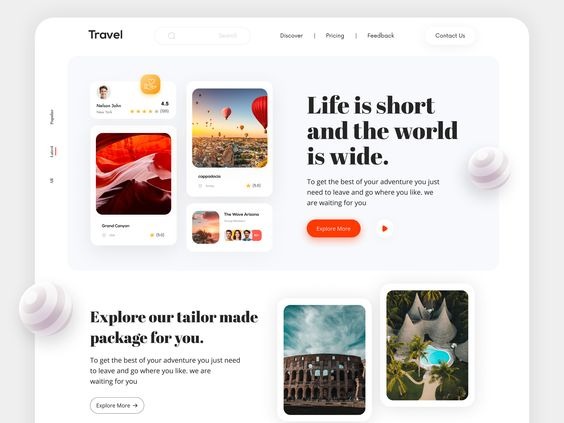 Travel
Search
Discover | Pricing | Feedback
Contact Us
Popular
Latest
UI
Nelson John
New York
4.5
Grand Canyon
(5.0)
cappadocia
(5.0)
The Wave Arizona
Life is short
and the world
is wide.
To get the best of your adventure you just
need to leave and go where you like. we
are waiting for you
Explore More
Explore our tailor made
package for you.
To get the best of your adventure you just need
to leave and go where you like. we are
waiting for you
Explore More →